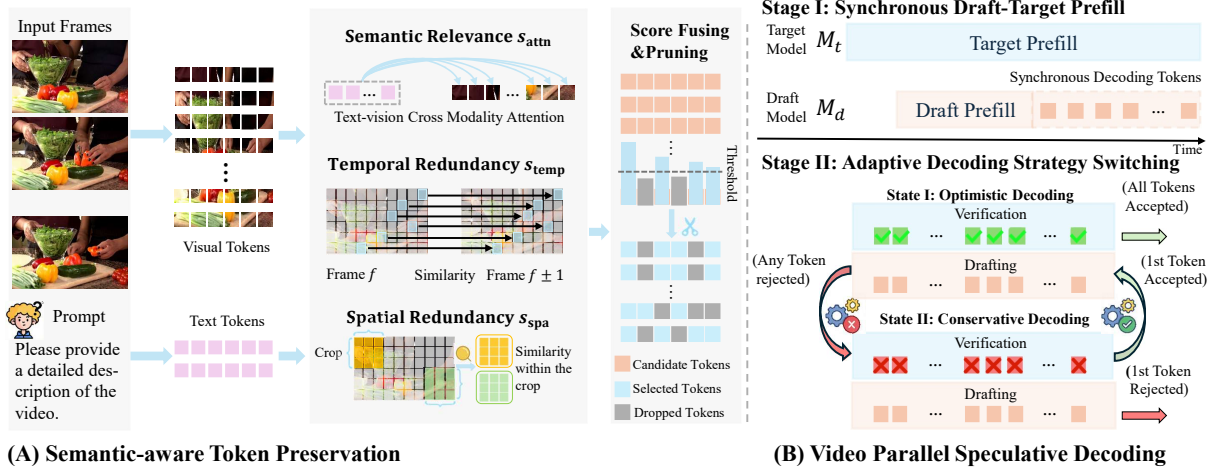 Input Frames
Visual Tokens
Prompt
Please provide
a detailed des-
cription of the
video.
Text Tokens
Semantic Relevance s_attn
...
...
Text-vision Cross Modality Attention
Temporal Redundancy s_temp
Frame f
Similarity
Frame f ± 1
Spatial Redundancy s_spa
Crop
Similarity
within the
crop
Score Fusing
&Pruning
Threshold
Candidate Tokens
Selected Tokens
Dropped Tokens
(A) Semantic-aware Token Preservation
Stage I: Synchronous Draft-Target Prefill
Target
Model
M_t
Target Prefill
Synchronous Decoding Tokens
Draft
Model
M_d
Draft Prefill
...
Time
Stage II: Adaptive Decoding Strategy Switching
State I: Optimistic Decoding
(All Tokens
Accepted)
Verification
...
...
(Any Token
rejected)
Drafting
...
...
(1st Token
Accepted)
State II: Conservative Decoding
Verification
...
...
(1st Token
Rejected)
Drafting
...
...
(B) Video Parallel Speculative Decoding